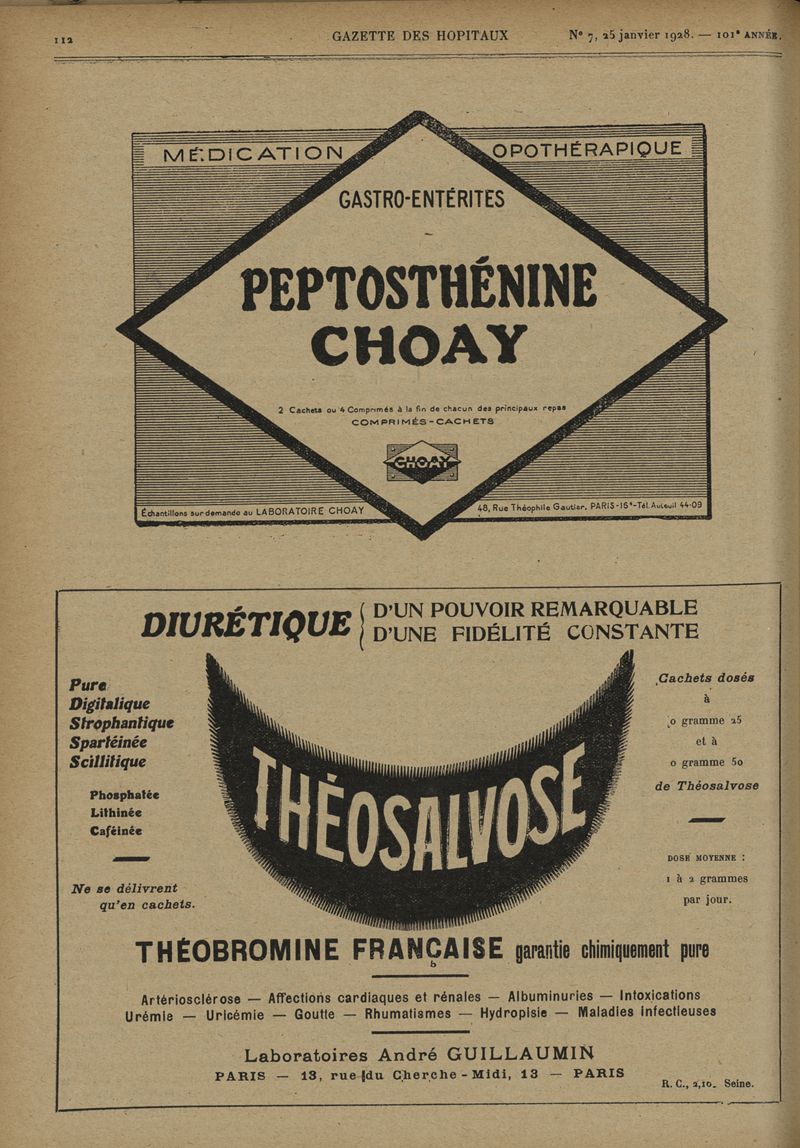 112
GAZETTE DES HOPITAUX
N° 7, 25 janvier 1928. — 101e ANNÉE.
MÉDICATION OPOTHÉRAPIQUE
GASTRO-ENTÉRITES
PEPTOSTHÉNINE
CHOAY
2 Cachets ou 4 Comprimés à la fin de chacun des principaux repas
COMPRIMÉS-CACHETS
CHOAY
Échantillons sur demande au LABORATOIRE CHOAY
48, Rue Théophile Gautier, PARIS-16e-Tél. Auteuil 44-09
DIURÉTIQUE
D'UN POUVOIR REMARQUABLE
D'UNE FIDÉLITÉ CONSTANTE
Pure
Digitalique
Strophantique
Spartéinée
Scillitique
Phosphatée
Lithinée
Caféinée
Ne se délivrent
qu'en cachets.
THÉOSALVOSE
Cachets dosés
à
0 gramme 25
et à
0 gramme 50
de Théosalvose
DOSE MOYENNE :
1 à 2 grammes
par jour.
THÉOBROMINE FRANÇAISE garantie chimiquement pure
Artériosclérose — Affections cardiaques et rénales — Albuminuries — Intoxications
Urémie — Uricémie — Goutte — Rhumatismes — Hydropisie — Maladies infectieuses
Laboratoires André GUILLAUMIN
PARIS — 13, rue du Cherche-Midi, 13 — PARIS
R. C., 2,10. Seine.